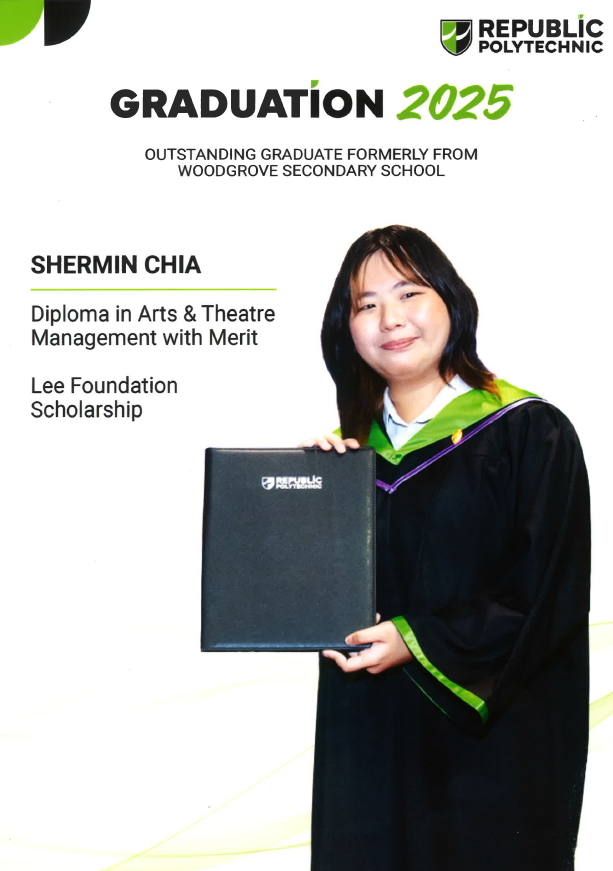 REPUBLIC
POLYTECHNIC
GRADUATION 2025
OUTSTANDING GRADUATE FORMERLY FROM
WOODGROVE SECONDARY SCHOOL
SHERMIN CHIA
Diploma in Arts & Theatre
Management with Merit
Lee Foundation
Scholarship
REPUBLIC
POLYTECHNIC